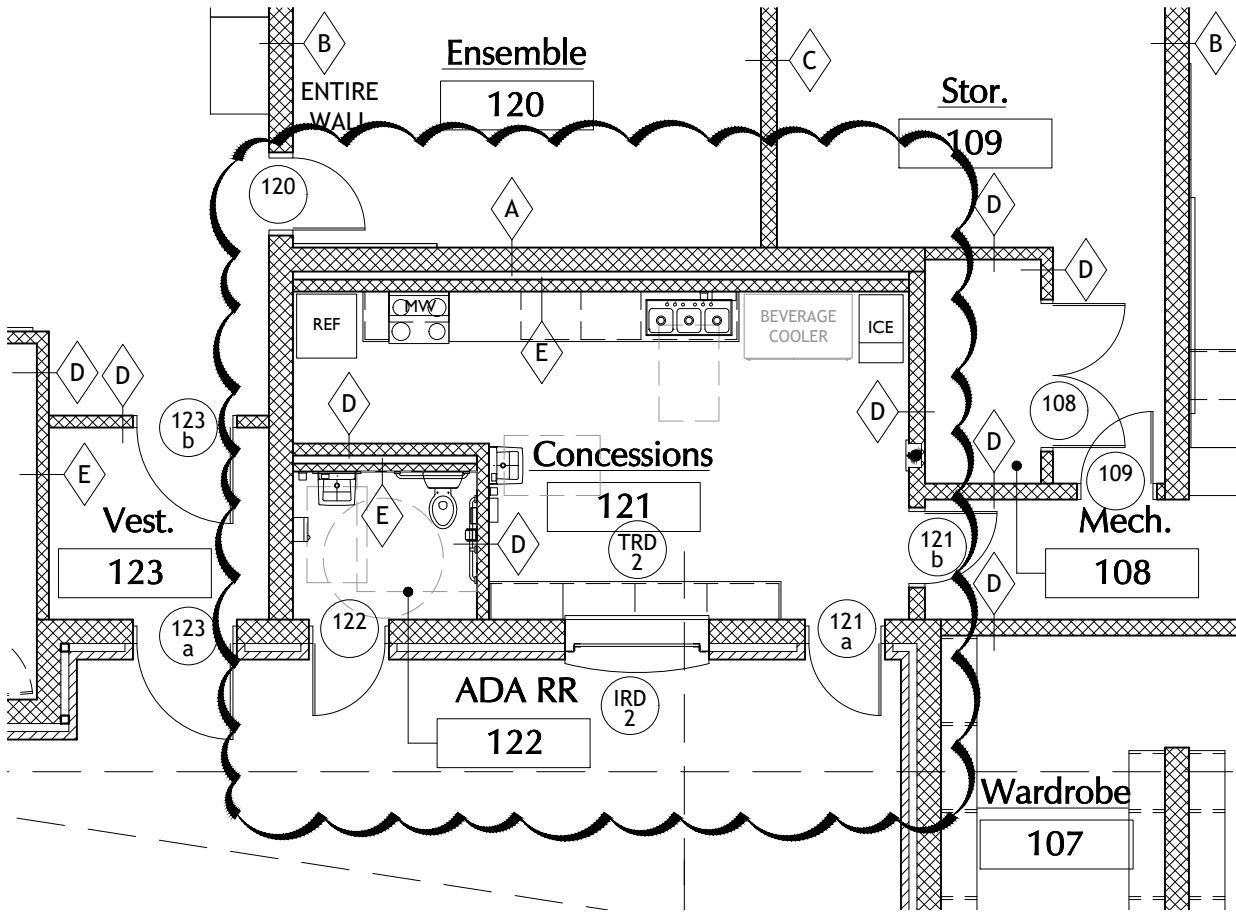 B
Ensemble
120
C
B
ENTIRE
WALL
Stor.
109
120
A
D
D
MW
REF
BEVERAGE
COOLER
ICE
E
D
D
D
123
b
D
D
108
E
Concessions
121
D
109
E
TRD
2
D
Vest.
123
121
b
Mech.
108
D
123
a
122
121
a
ADA RR
122
IRD
2
Wardrobe
107